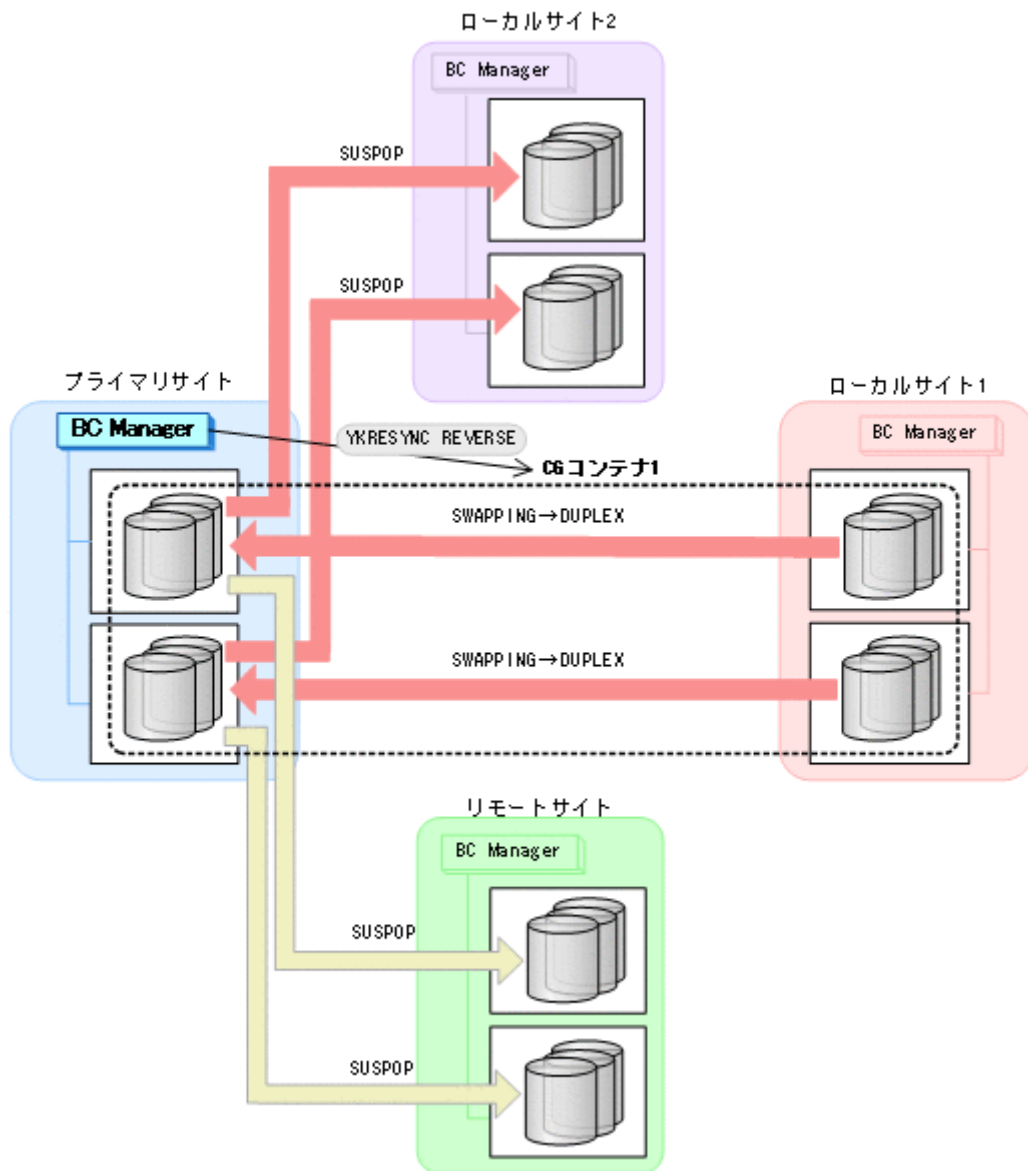 ローカルサイト2
BC Manager
SUSPOP
SUSPOP
プライマリサイト
ローカルサイト1
BC Manager
BC Manager
YKRESYNC REVERSE
CGコンテナ1
SWAPPING→DUPLEX
SWAPPING→DUPLEX
リモートサイト
BC Manager
SUSPOP
SUSPOP